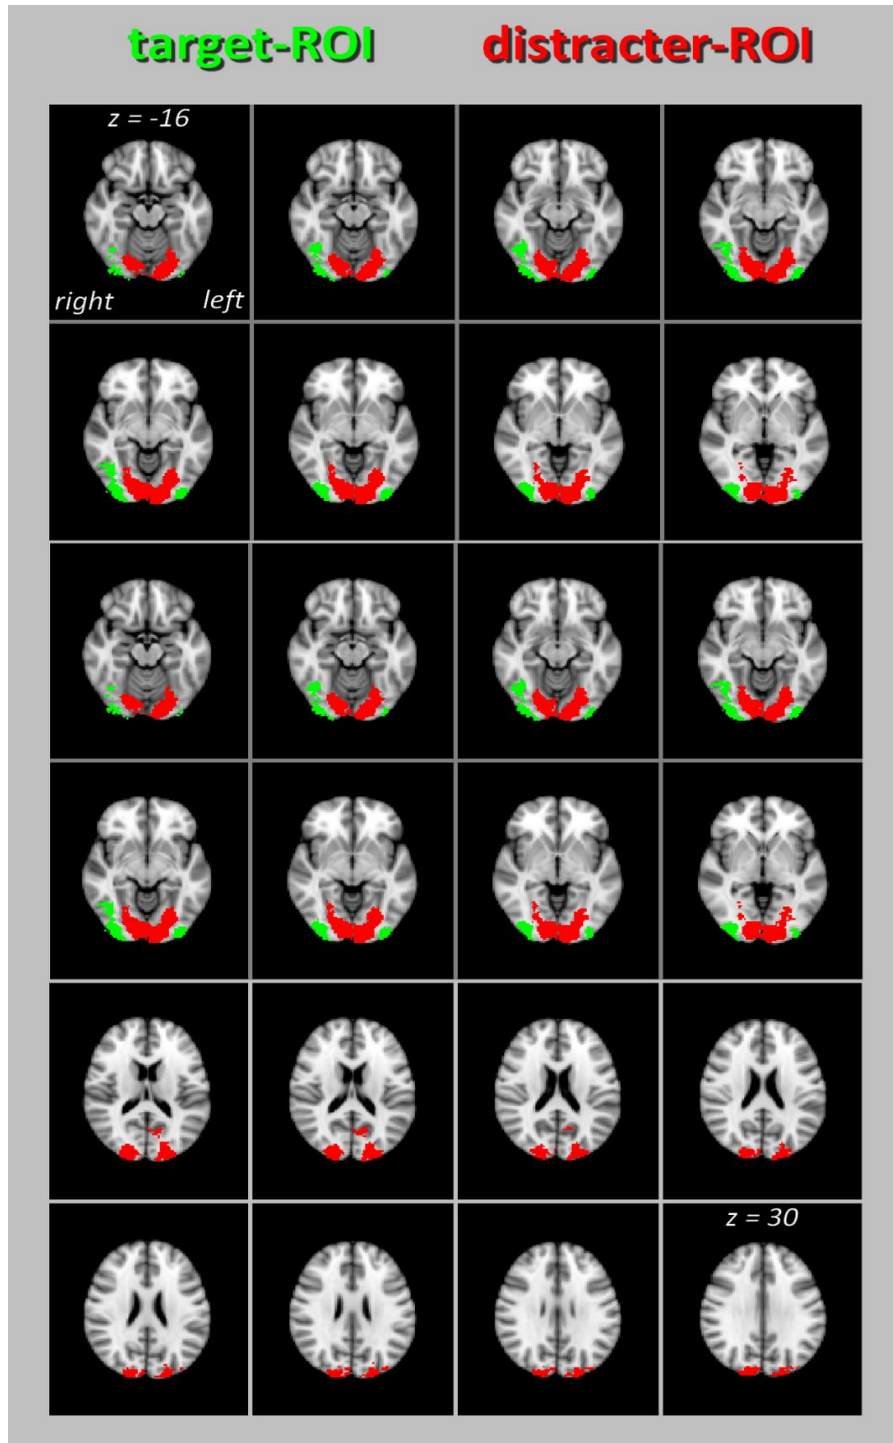 target-ROI distracter-ROI
z = -16
right left
z = 30